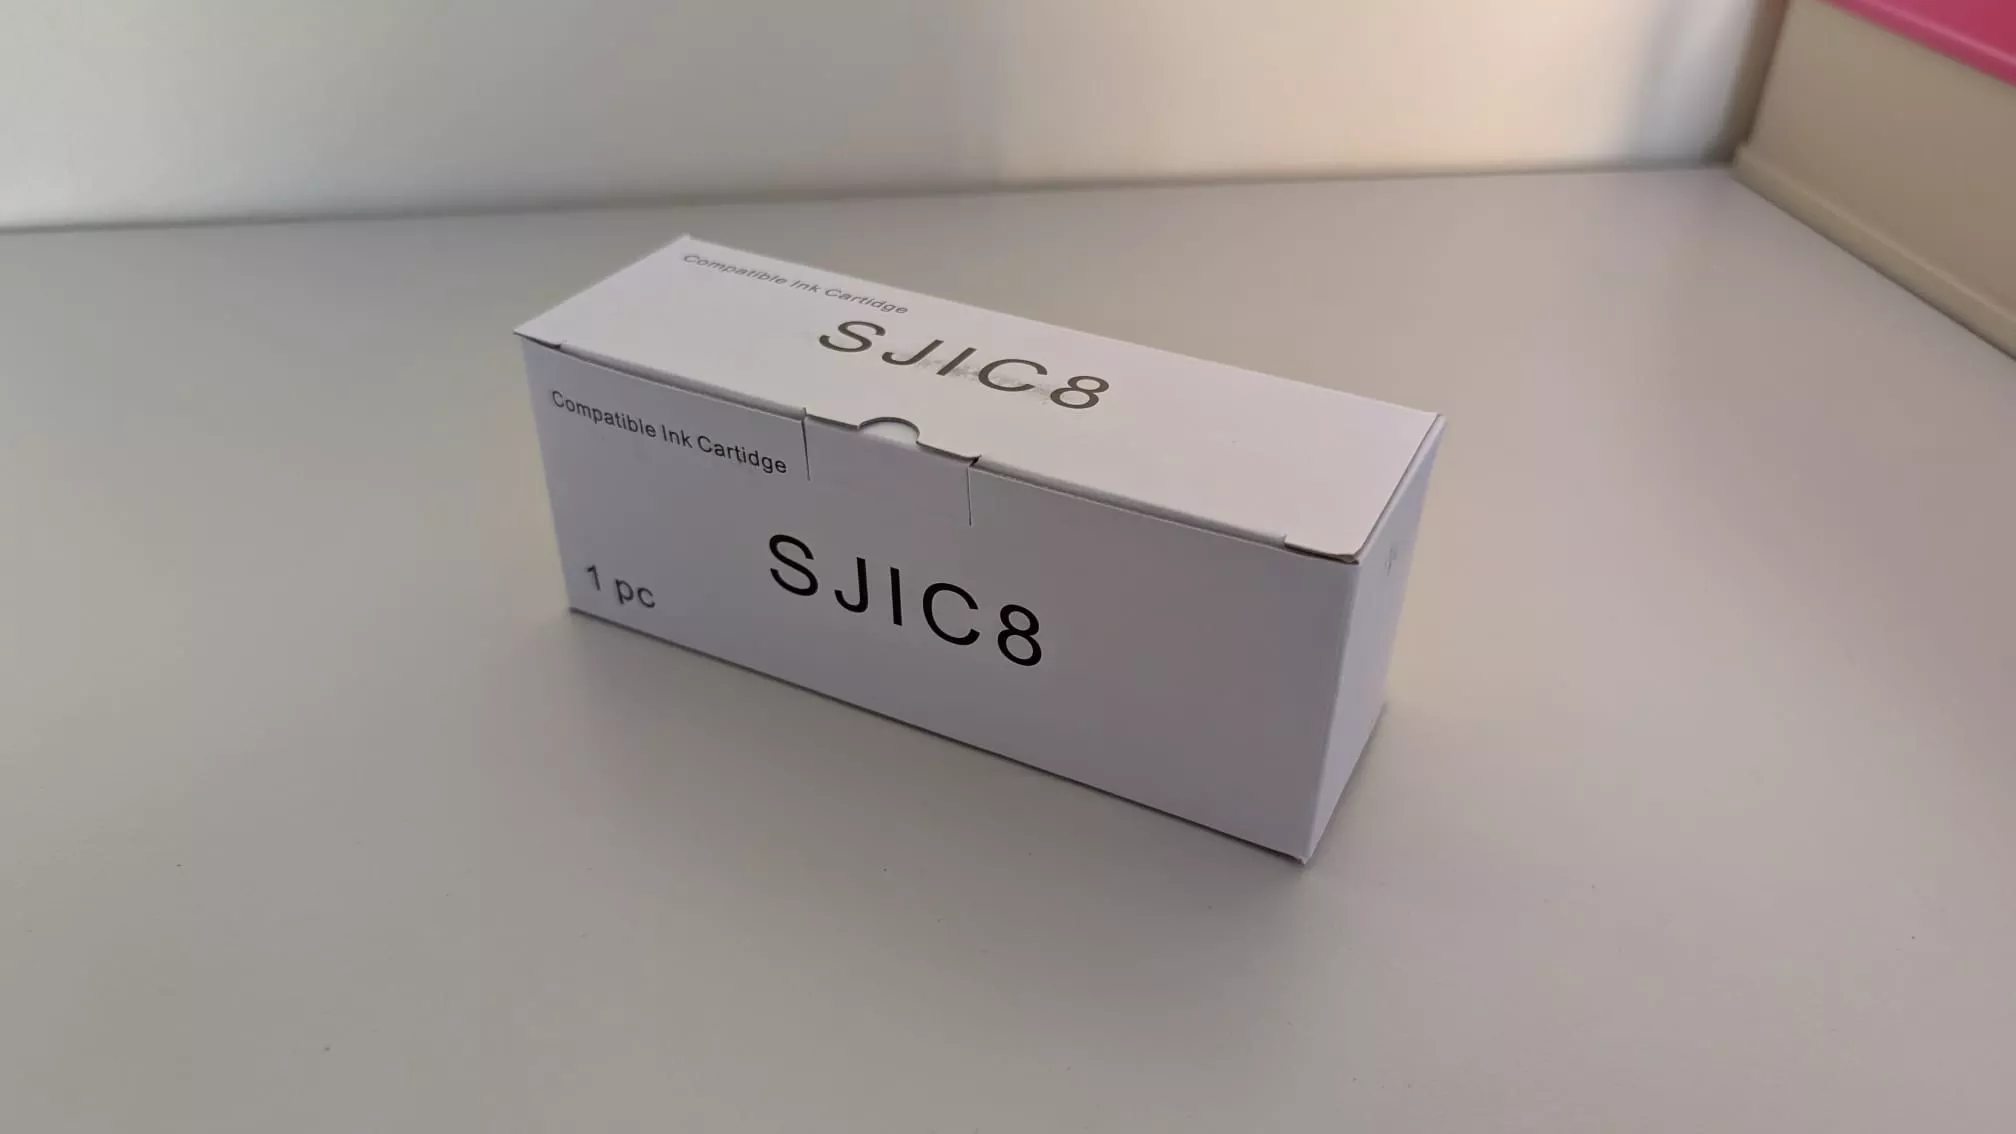 Compatible Ink Cartidge
SJIC8
Compatible Ink Cartidge
SJIC8
1 pc